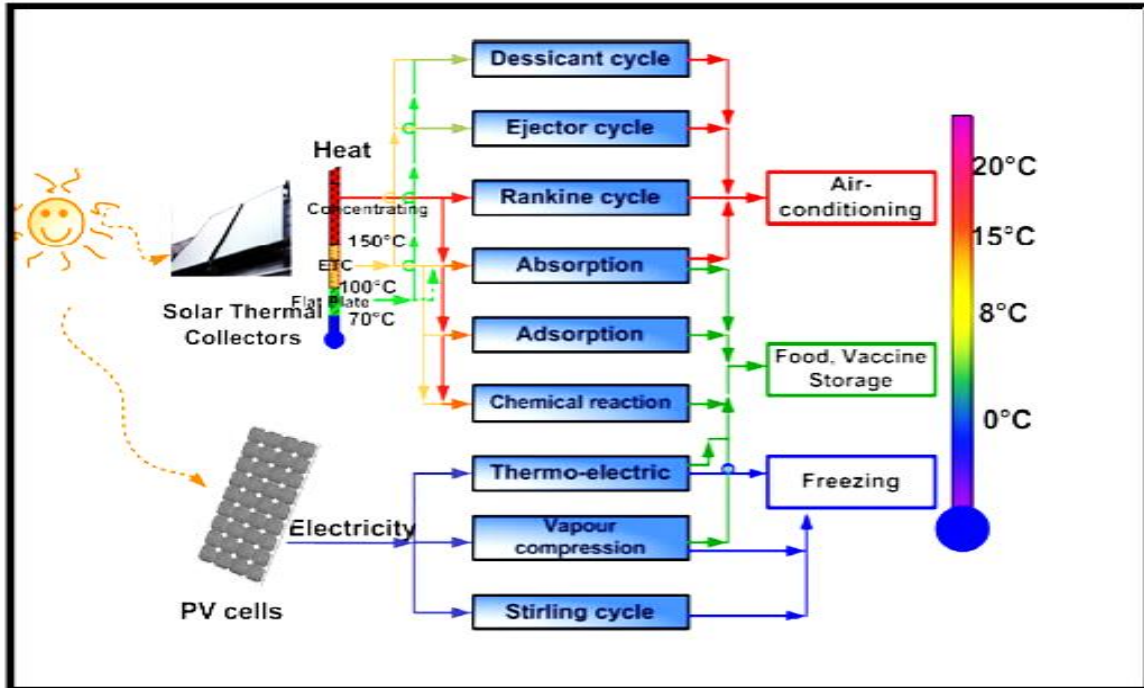 Dessicant cycle
Ejector cycle
Heat
Rankine cycle
Concentrating
150°C
ETC
Absorption
100°C
Flat Plate
70°C
Solar Thermal
Collectors
Adsorption
Chemical reaction
Thermo-electric
Electricity
Vapour
compression
PV cells
Stirling cycle
Air-
conditioning
Food, Vaccine
Storage
Freezing
20°C
15°C
8°C
0°C